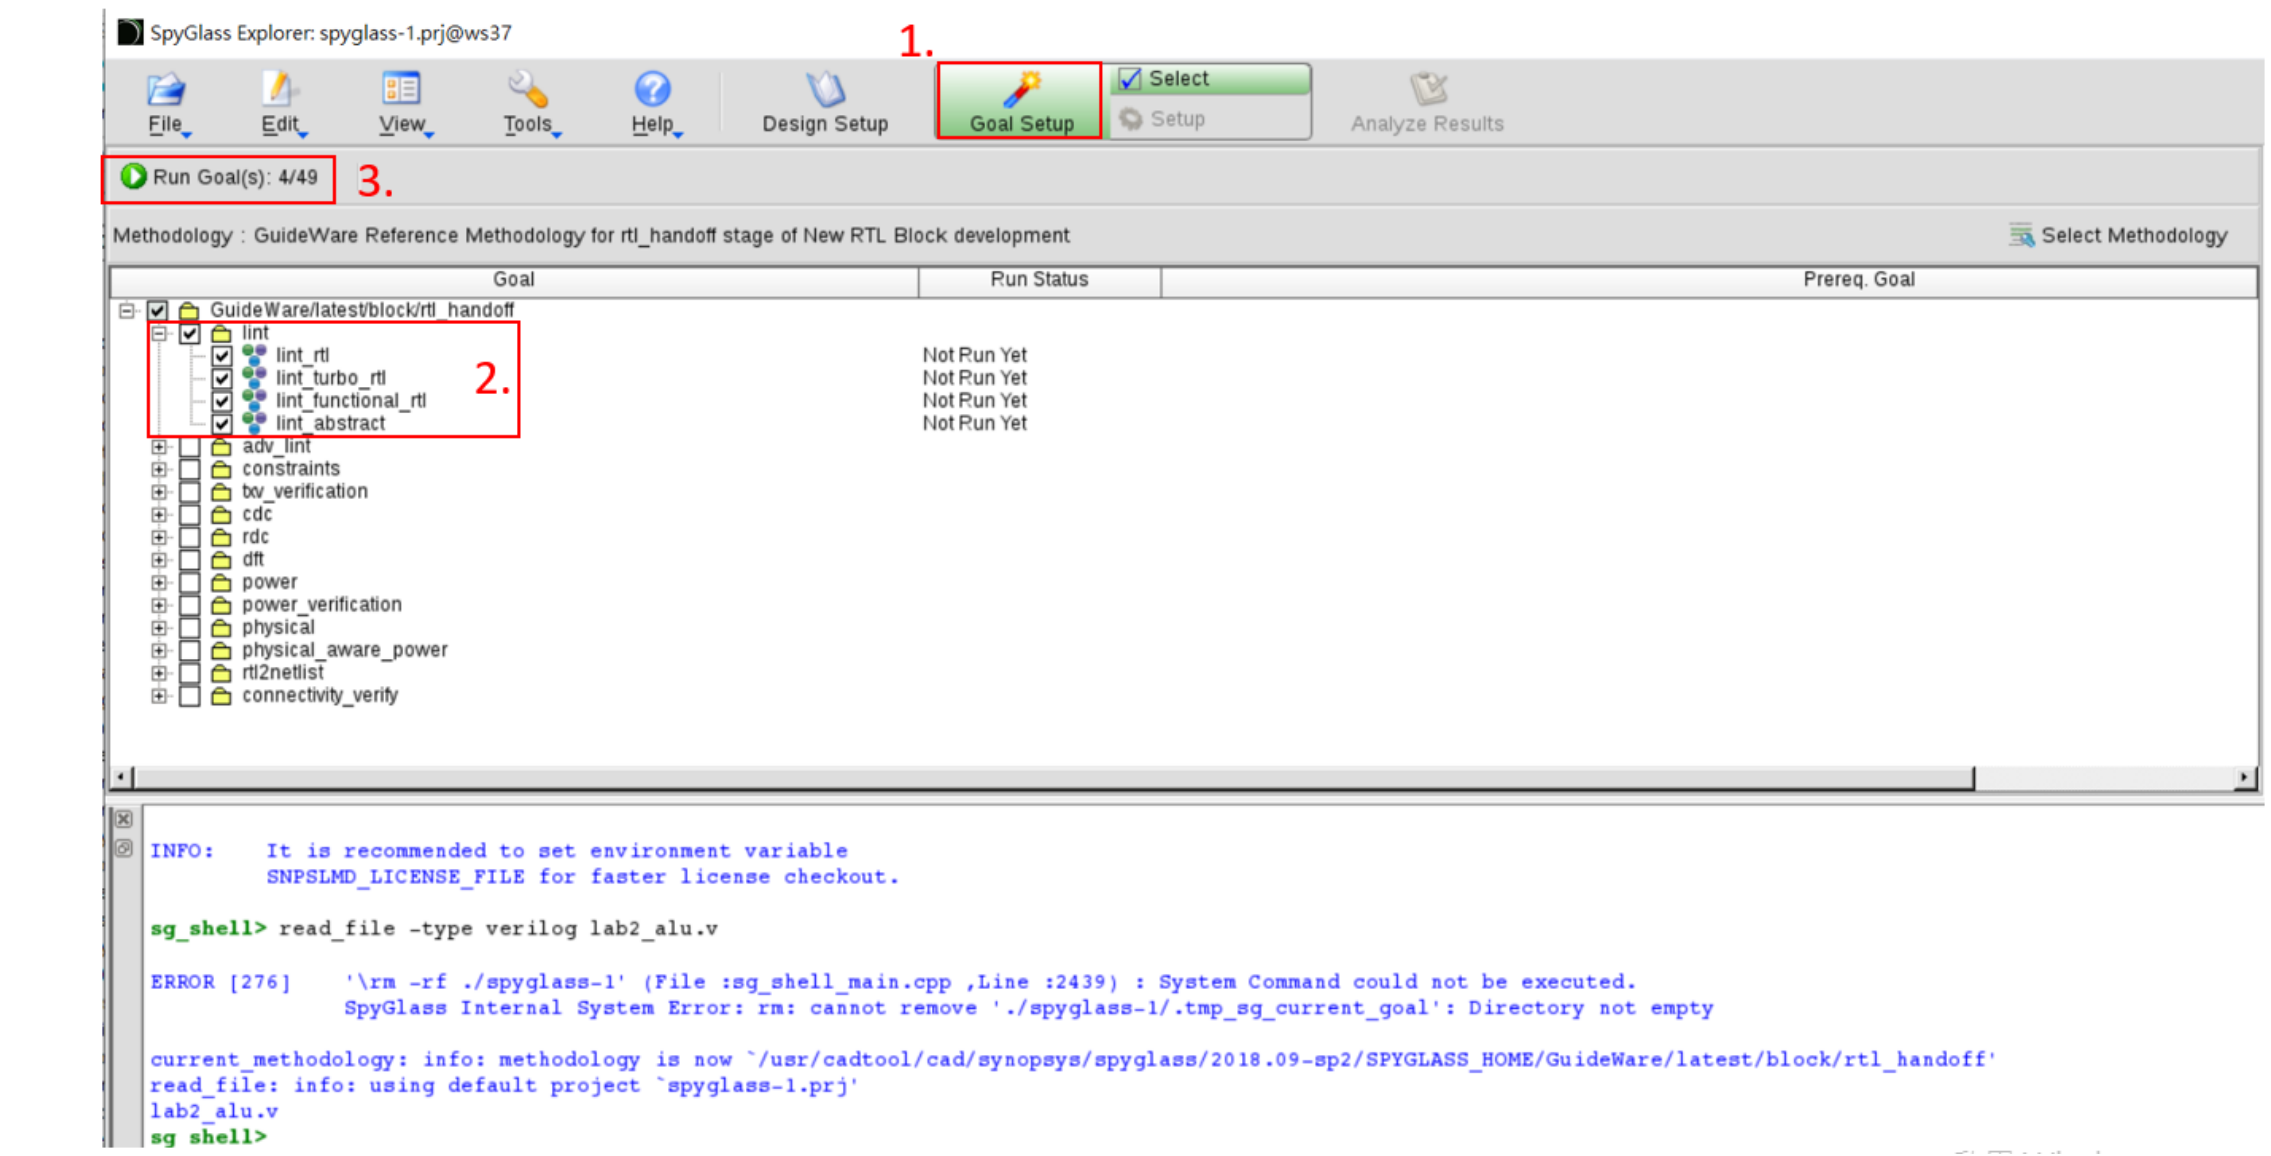 SpyGlass Explorer: spyglass-1.prj@ws37
1.
File
Edit
View
Tools
Help
Design Setup
Goal Setup
Select
Setup
Analyze Results
Run Goal(s): 4/49
3.
Methodology : GuideWare Reference Methodology for rtl_handoff stage of New RTL Block development
Select Methodology
Goal
Run Status
Prereq. Goal
GuideWare/latest/block/rtl_handoff
lint
lint_rtl
Not Run Yet
lint_turbo_rtl
Not Run Yet
2.
lint_functional_rtl
Not Run Yet
lint_abstract
Not Run Yet
adv_lint
constraints
txv_verification
cdc
rdc
dft
power
power_verification
physical
physical_aware_power
rtl2netlist
connectivity_verify
INFO: It is recommended to set environment variable
SNPSLMD_LICENSE_FILE for faster license checkout.
sg_shell> read_file -type verilog lab2_alu.v
ERROR [276] '\rm -rf ./spyglass-1' (File :sg_shell_main.cpp ,Line :2439) : System Command could not be executed.
SpyGlass Internal System Error: rm: cannot remove './spyglass-1/.tmp_sg_current_goal': Directory not empty
current_methodology: info: methodology is now `/usr/cadtool/cad/synopsys/spyglass/2018.09-sp2/SPYGLASS_HOME/GuideWare/latest/block/rtl_handoff'
read_file: info: using default project `spyglass-1.prj'
lab2_alu.v
sg_shell>